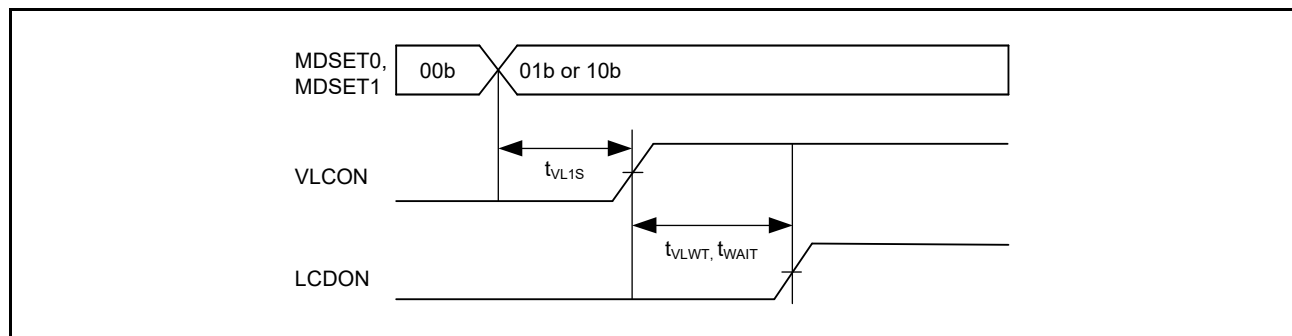 MDSET0,
MDSET1
00b
01b or 10b
tVL1S
VLCON
tVLWT, tWAIT
LCDON